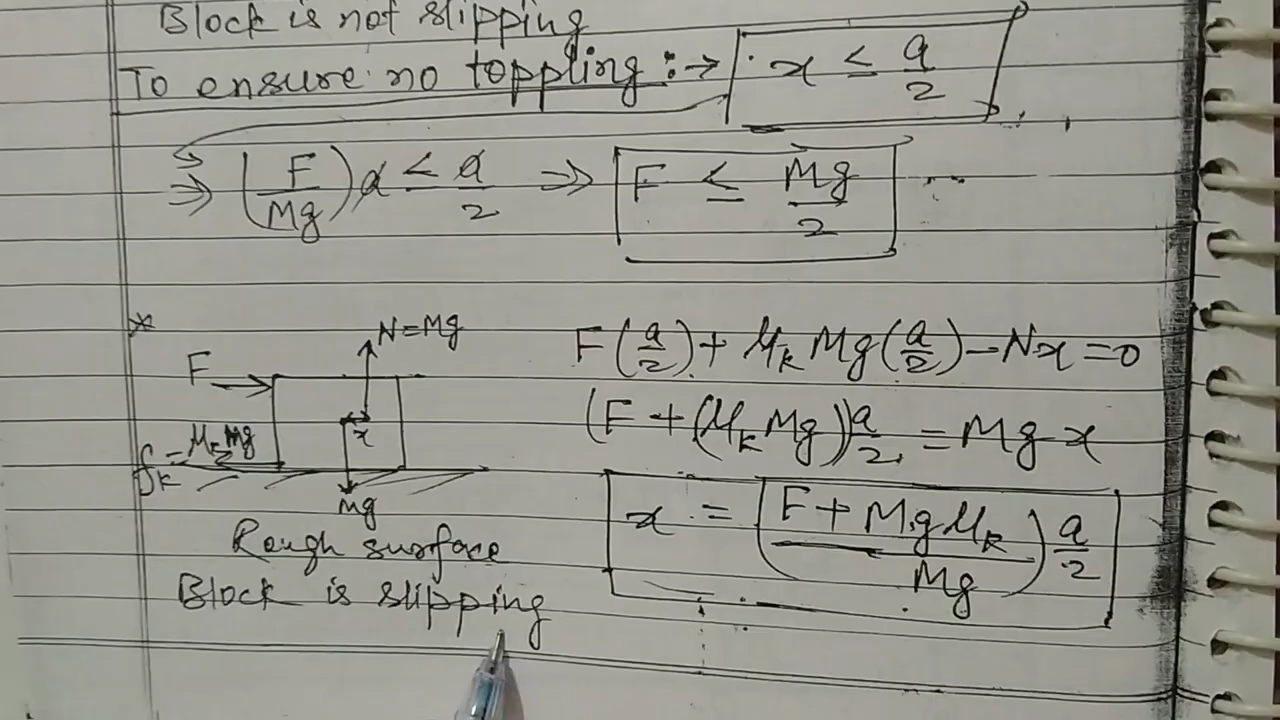 Block is not slipping
To ensure no toppling :→ x ≤ a/2
⇒ (F/Mg)a ≤ a/2 ⇒ F ≤ Mg/2
* N=Mg
F
x
fk = μk Mg
Mg
Rough surface
Block is slipping
F(a/2) + μk Mg(a/2) − Nx = 0
(F + (μk Mg))a/2 = Mg x
x = (F + Mg μk / Mg) a/2